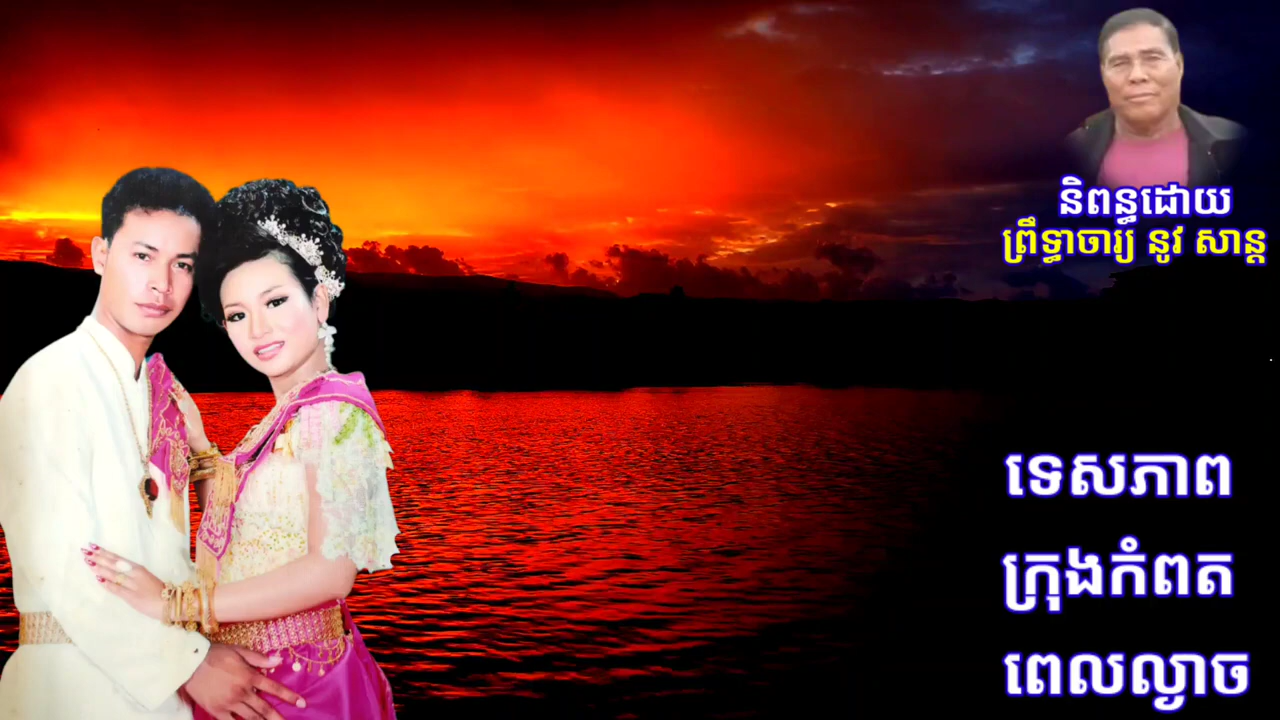 និពន្ធដោយ
ព្រឹទ្ធាចារ្យ នូវ សាន្ត
ទេសភាព
ក្រុងកំពត
ពេលល្ងាច